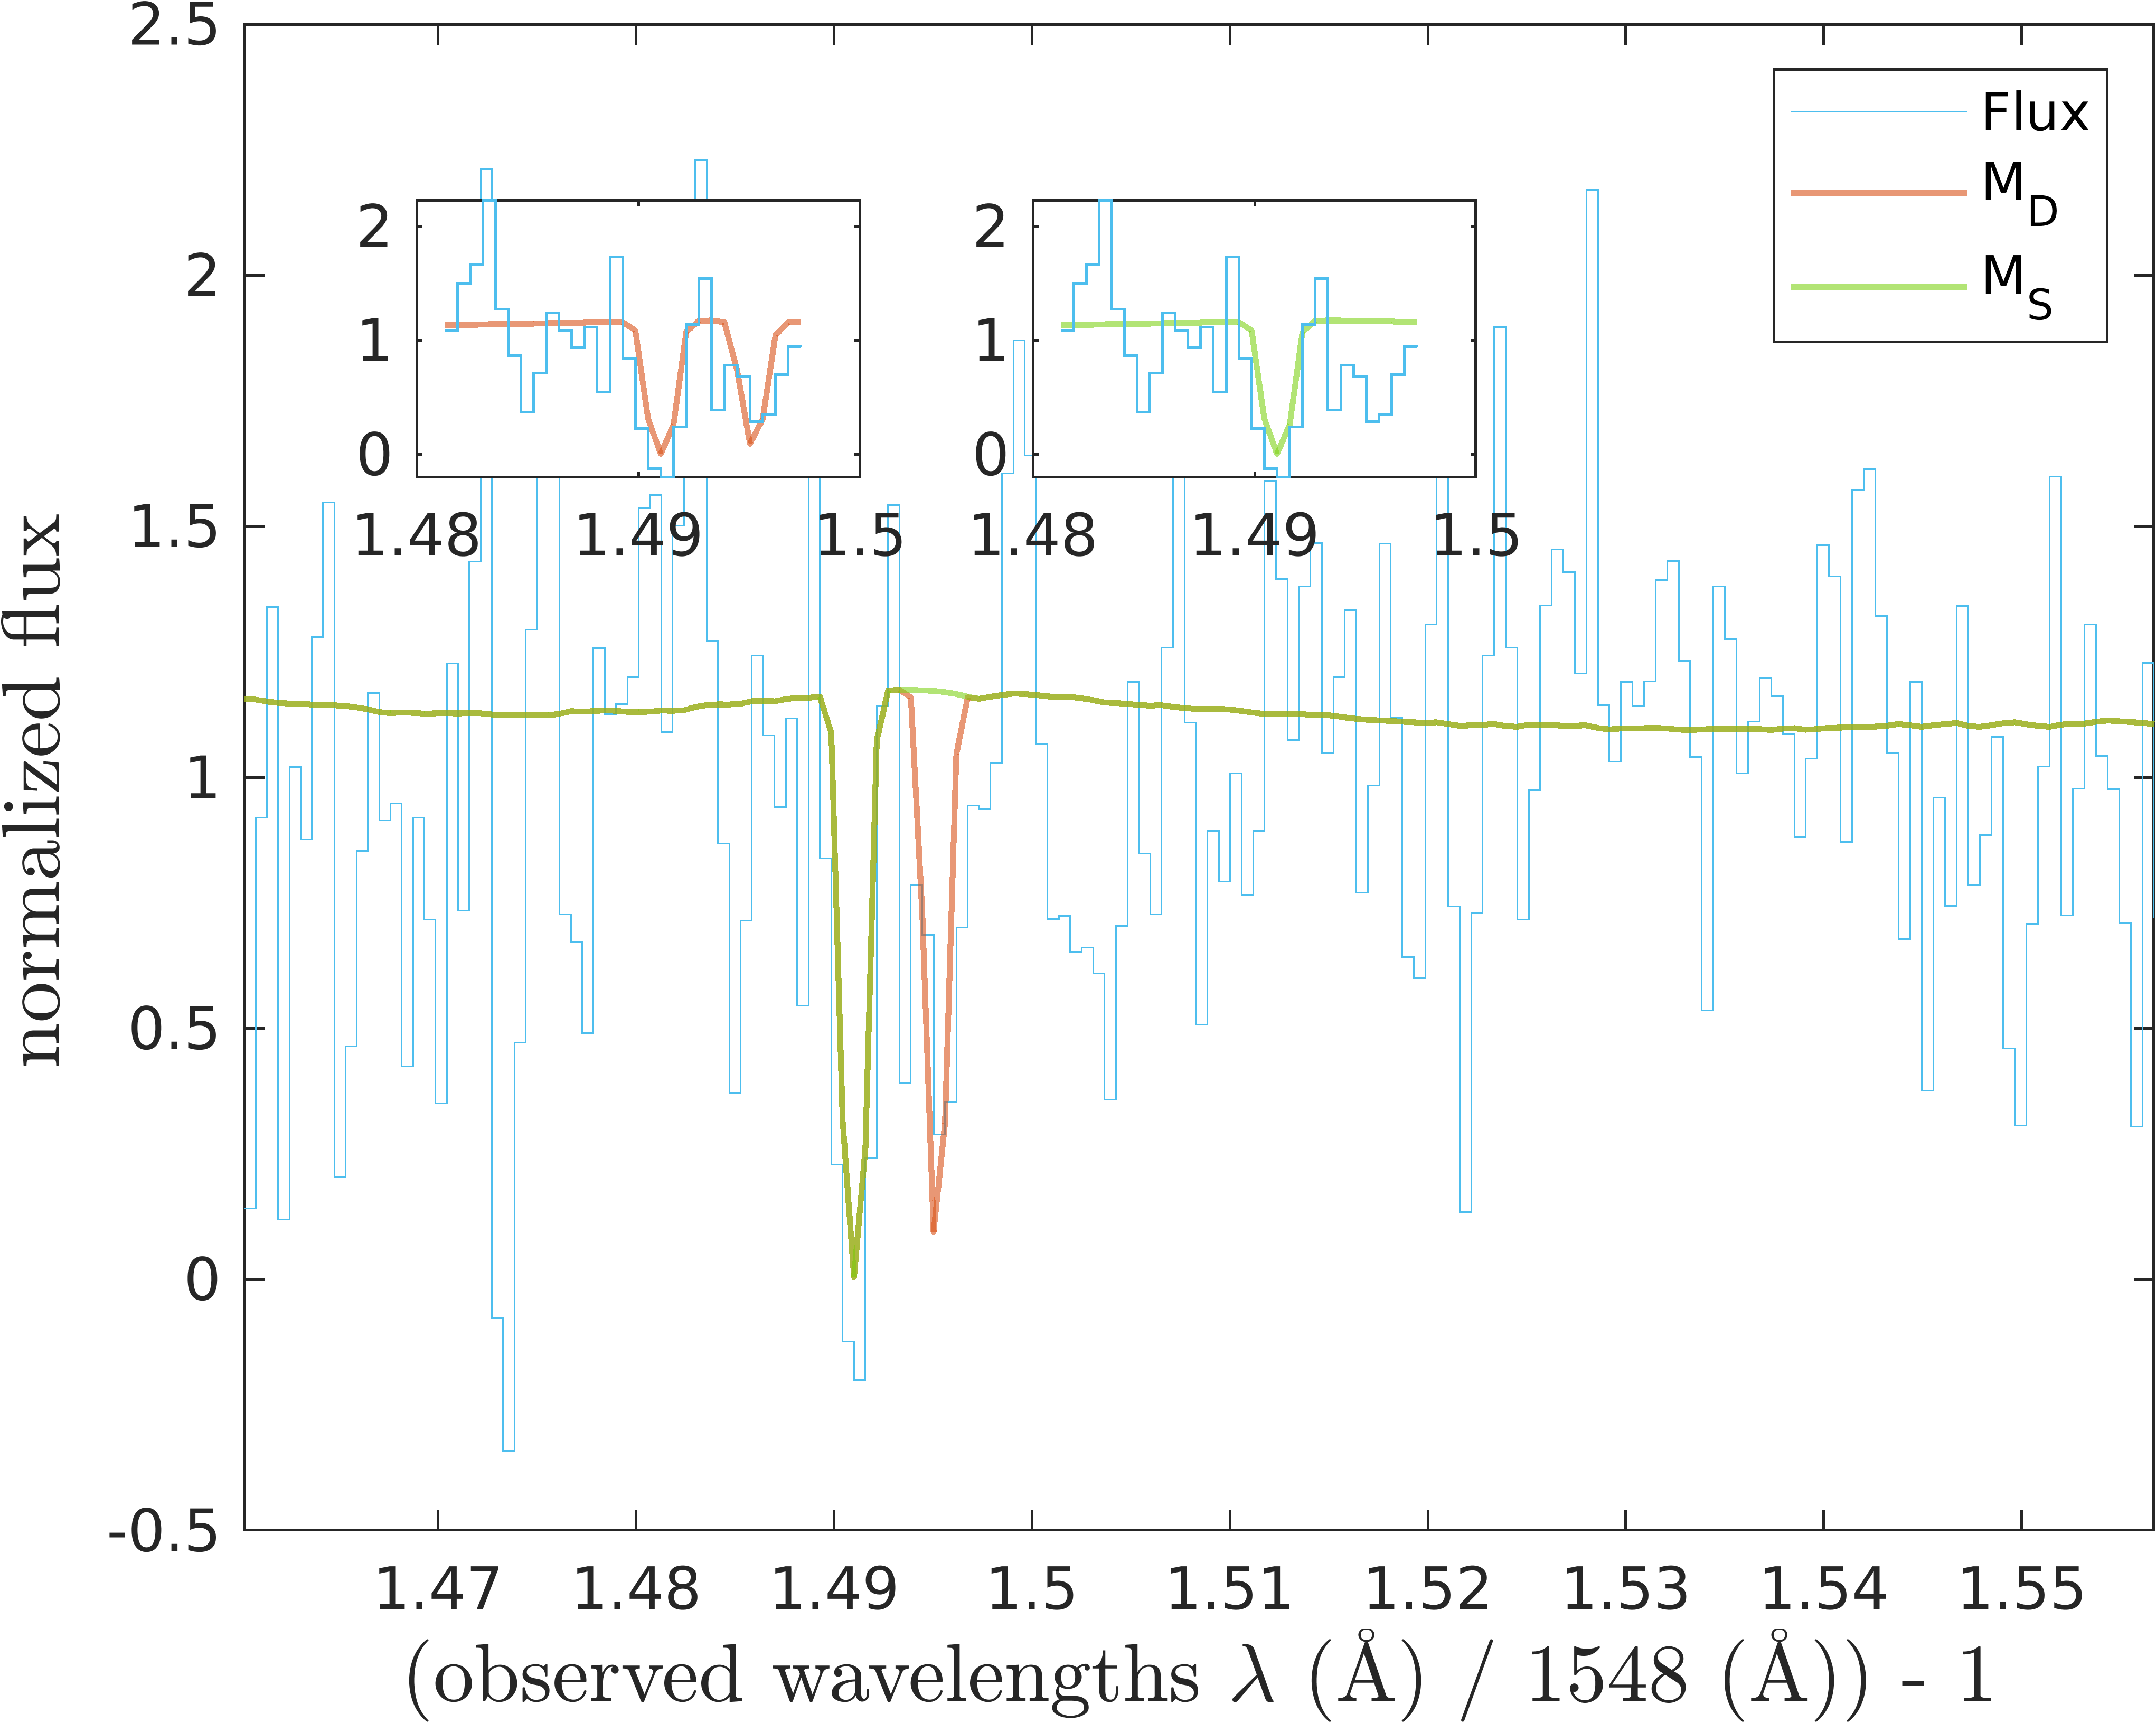 2.5
2
1.5
1
0.5
0
-0.5
normalized flux
Flux
M_D
M_S
2
1
0
1.48 1.49 1.5
2
1
0
1.48 1.49 1.5
1.47 1.48 1.49 1.5 1.51 1.52 1.53 1.54 1.55
(observed wavelengths λ (Å) / 1548 (Å)) - 1